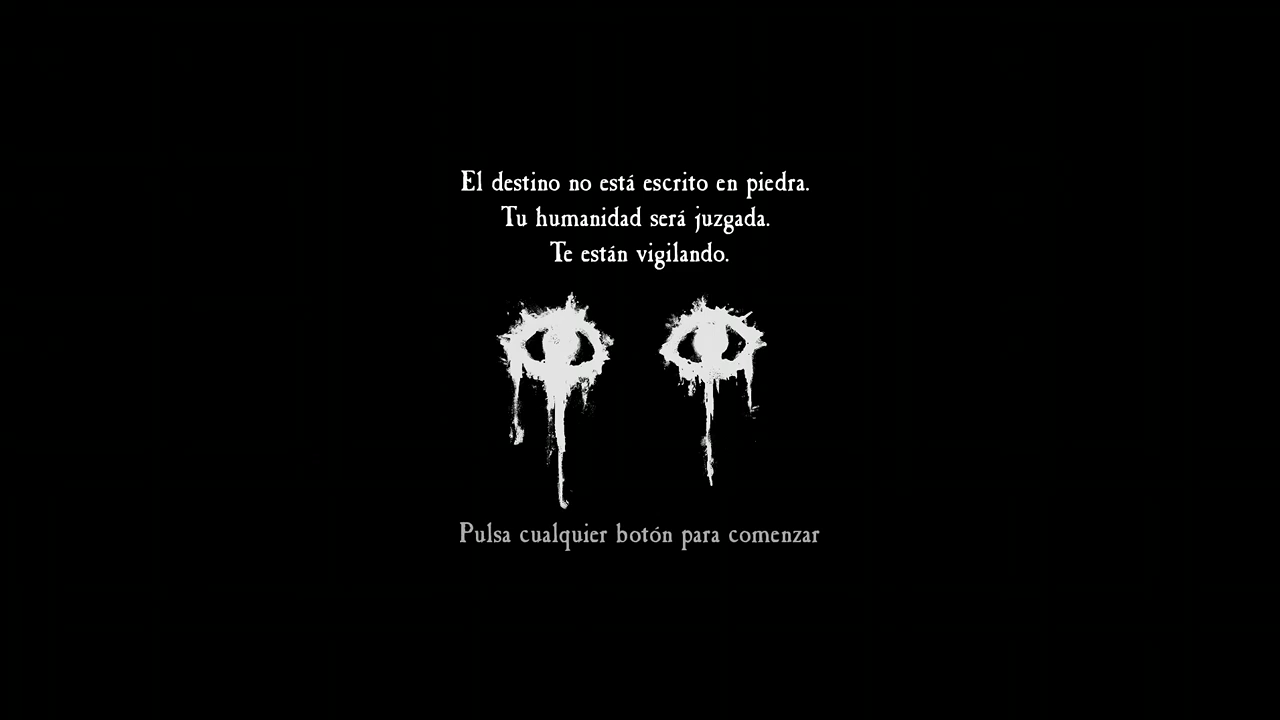 El destino no está escrito en piedra.
Tu humanidad será juzgada.
Te están vigilando.
Pulsa cualquier botón para comenzar